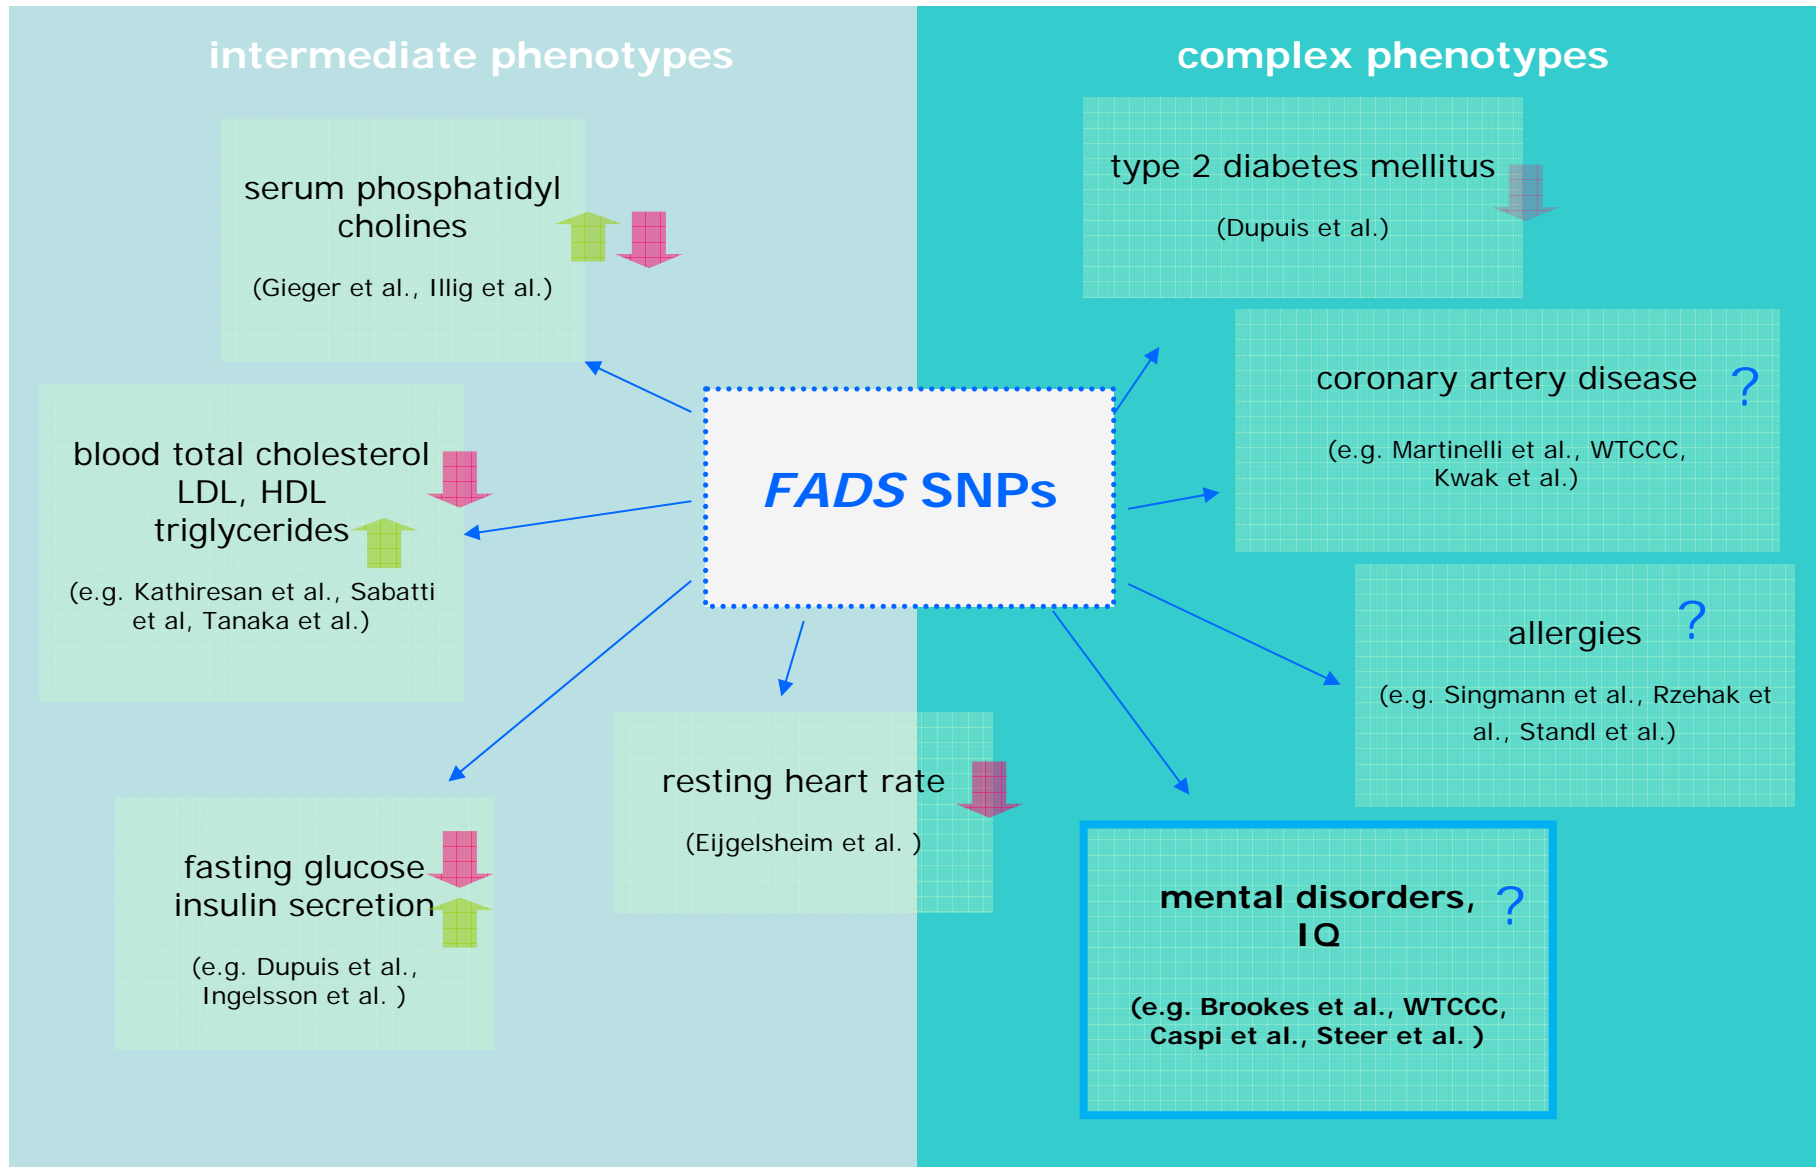 intermediate phenotypes
serum phosphatidyl
cholines
(Gieger et al., Illig et al.)
blood total cholesterol
LDL, HDL
triglycerides
(e.g. Kathiresan et al., Sabatti
et al, Tanaka et al.)
fasting glucose
insulin secretion
(e.g. Dupuis et al.,
Ingelsson et al. )
resting heart rate
(Eijgelsheim et al. )
FADS SNPs
complex phenotypes
type 2 diabetes mellitus
(Dupuis et al.)
coronary artery disease ?
(e.g. Martinelli et al., WTCCC,
Kwak et al.)
allergies ?
(e.g. Singmann et al., Rzehak et
al., Standl et al.)
mental disorders, ?
IQ
(e.g. Brookes et al., WTCCC,
Caspi et al., Steer et al. )